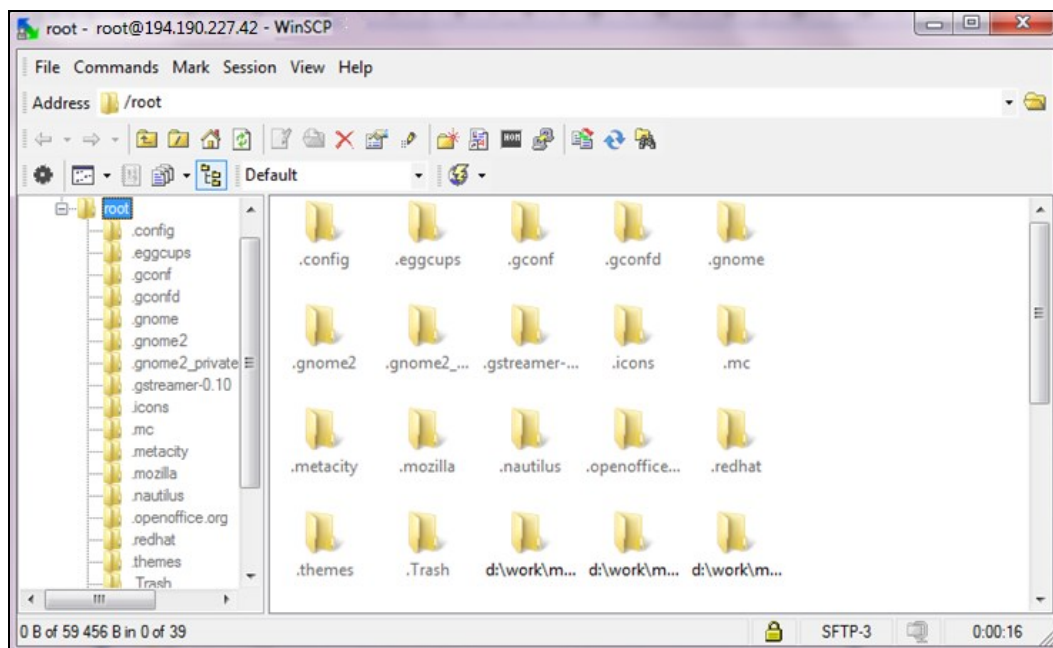 root - root@194.190.227.42 - WinSCP
File Commands Mark Session View Help
Address /root
Default
root
.config
.eggcups
.gconf
.gconfd
.gnome
.gnome2
.gnome2_private
.gstreamer-0.10
.icons
.mc
.metacity
.mozilla
.nautilus
.openoffice.org
.redhat
.themes
.Trash
.config .eggcups .gconf .gconfd .gnome
.gnome2 .gnome2_... .gstreamer-... .icons .mc
.metacity .mozilla .nautilus .openoffice... .redhat
.themes .Trash d:\work\m... d:\work\m... d:\work\m...
0 B of 59 456 B in 0 of 39 SFTP-3 0:00:16